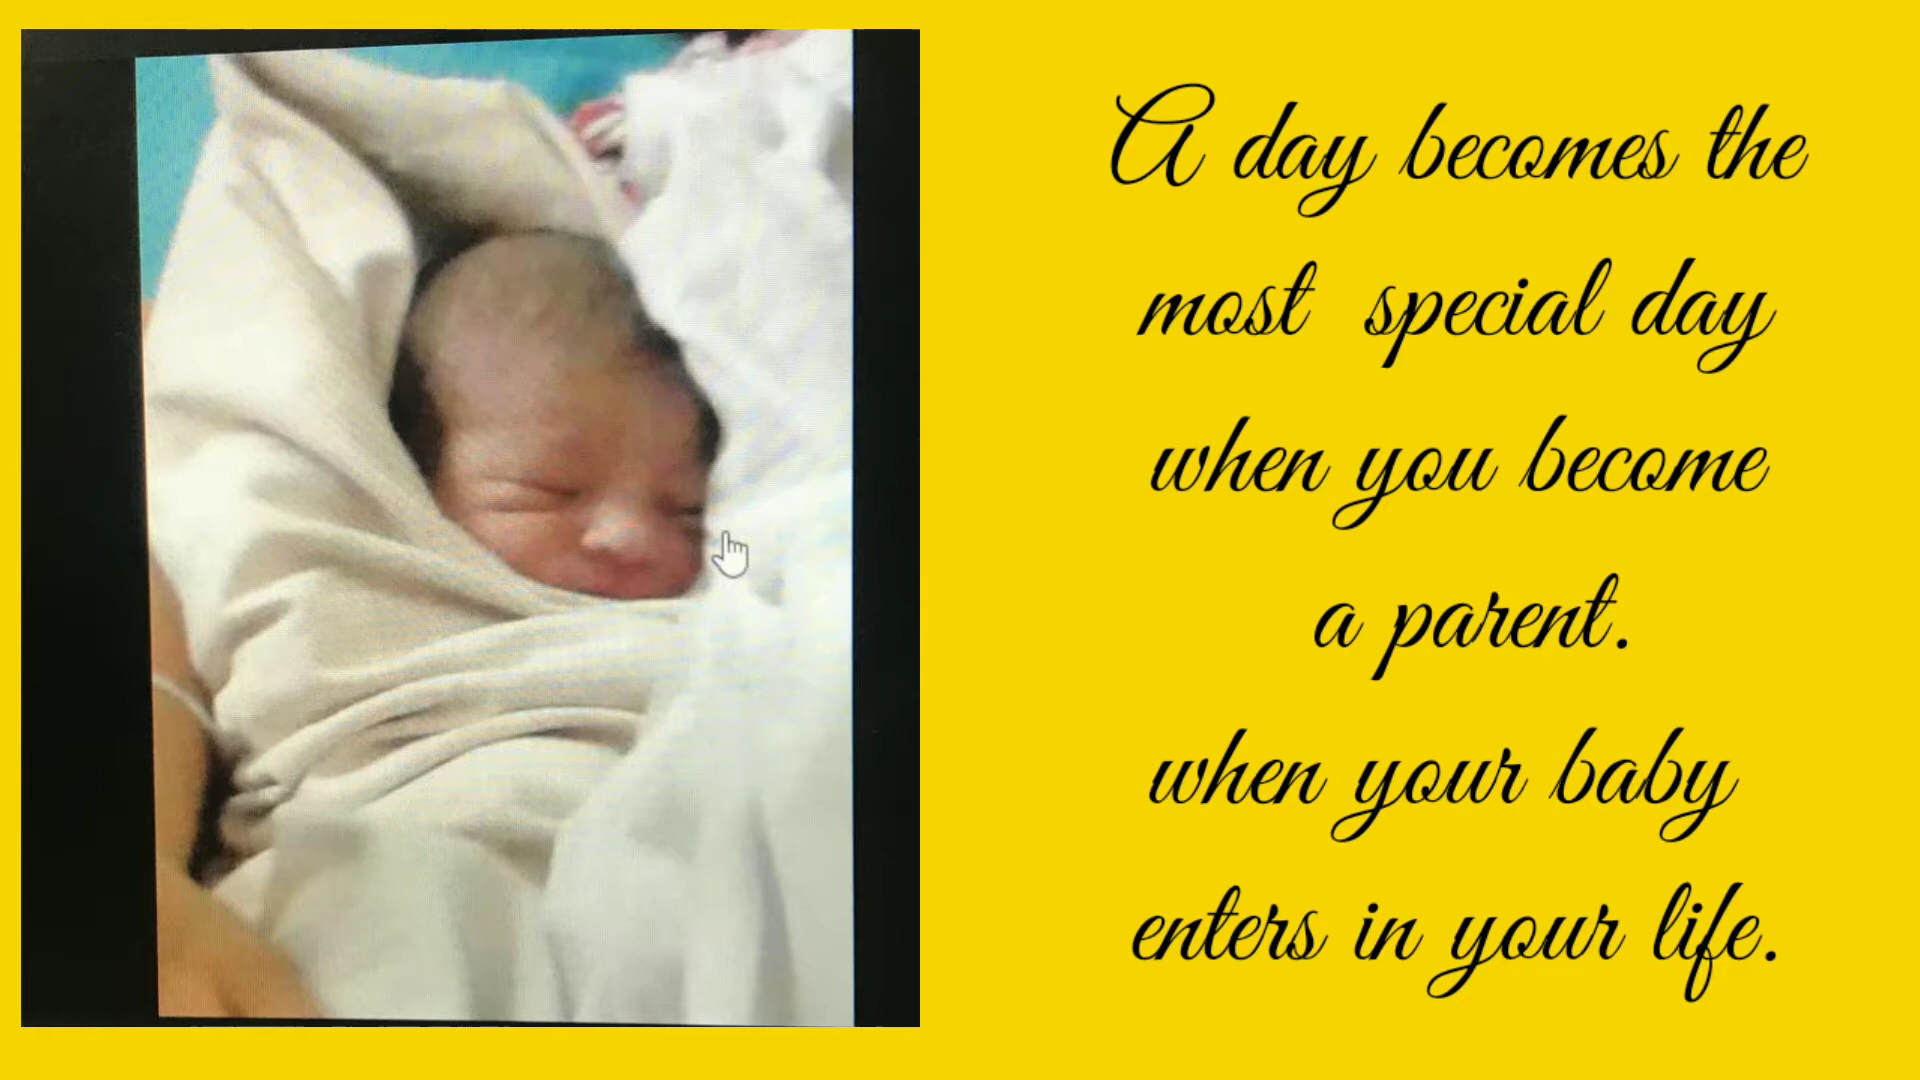 A day becomes the
most special day
when you become
a parent.
when your baby
enters in your life.